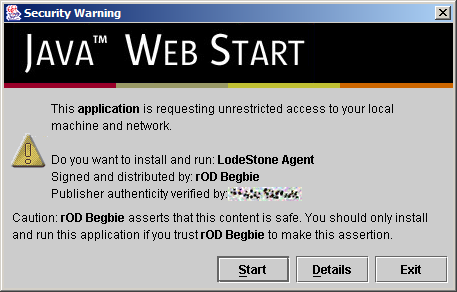 Security Warning
JAVA™ WEB START
This application is requesting unrestricted access to your local
machine and network.
Do you want to install and run: LodeStone Agent
Signed and distributed by: rOD Begbie
Publisher authenticity verified by:
Caution: rOD Begbie asserts that this content is safe. You should only install
and run this application if you trust rOD Begbie to make this assertion.
Start Details Exit